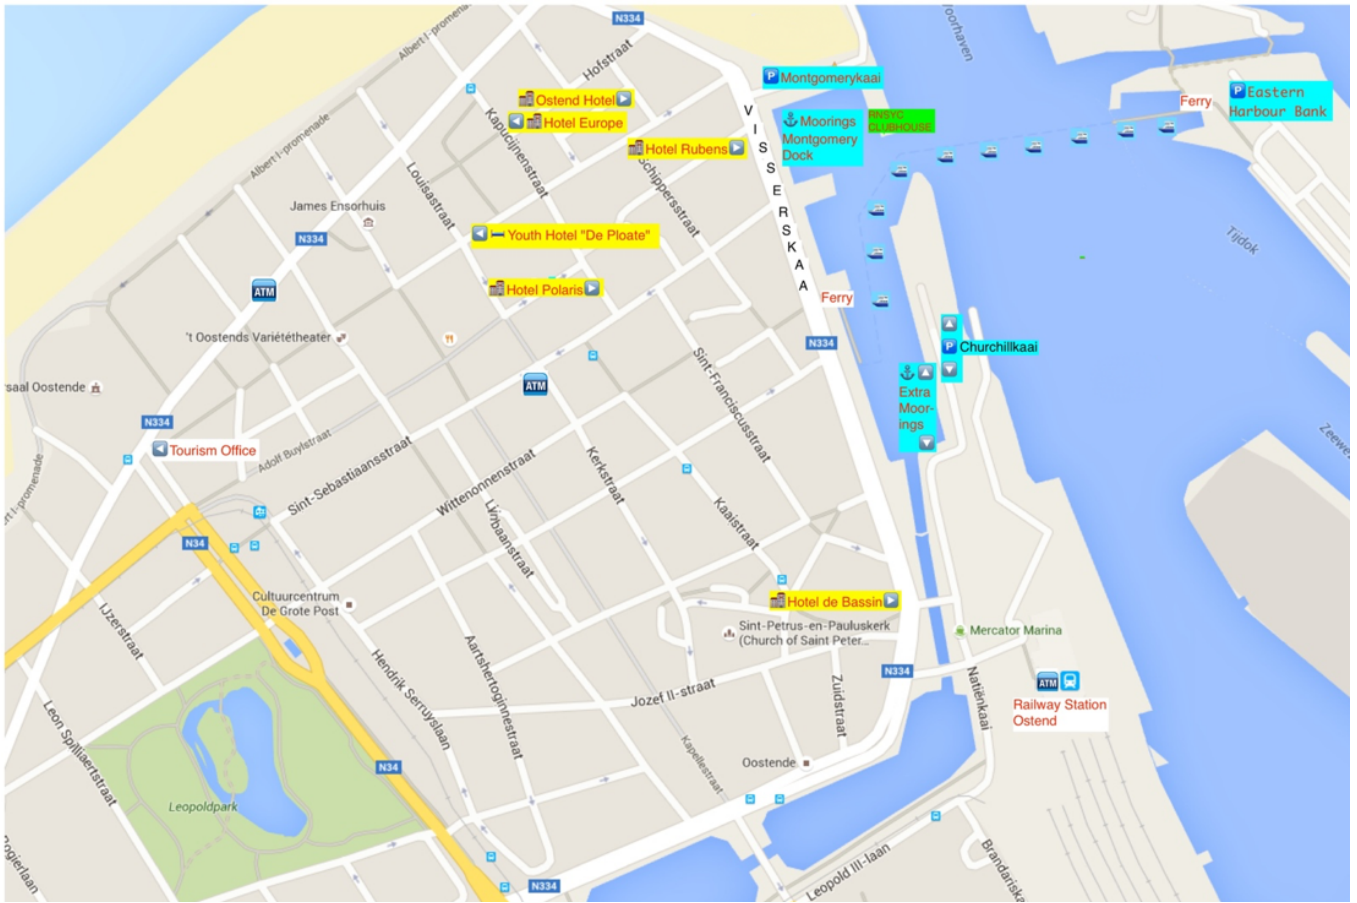 N334
Albert I-promenade
Hofstraat
Voorhaven
P Montgomerykaai
P Eastern
Harbour Bank
Ferry
Ostend Hotel
Hotel Europe
Kapucijnenstraat
Moorings
Montgomery
Dock
RNSYC
CLUBHOUSE
VISSERSKAAI
Albert I-promenade
Hotel Rubens
Louisastraat
Schippersstraat
James Ensorhuis
N334
Youth Hotel "De Ploate"
Tijdok
ATM
Hotel Polaris
Ferry
't Oostends Variététheater
N334
P Churchillkaai
ATM
Sint-Franciscusstraat
Extra
Moor-
ings
N334
Tourism Office
Adolf Buylstraat
Sint-Sebastiaansstraat
Wittenonnenstraat
Kerkstraat
Kaaistraat
N34
Cultuurcentrum
De Grote Post
Hotel de Bassin
Sint-Petrus-en-Pauluskerk
(Church of Saint Peter...
Mercator Marina
IJzerstraat
Aartshertoginnestraat
Hendrik Serruyslaan
Jozef II-straat
Zuidstraat
N334
Natiënkaai
ATM
Railway Station
Ostend
Leon Spilliaertstraat
N34
Kapellestraat
Oostende
Leopoldpark
N334
Leopold III-laan